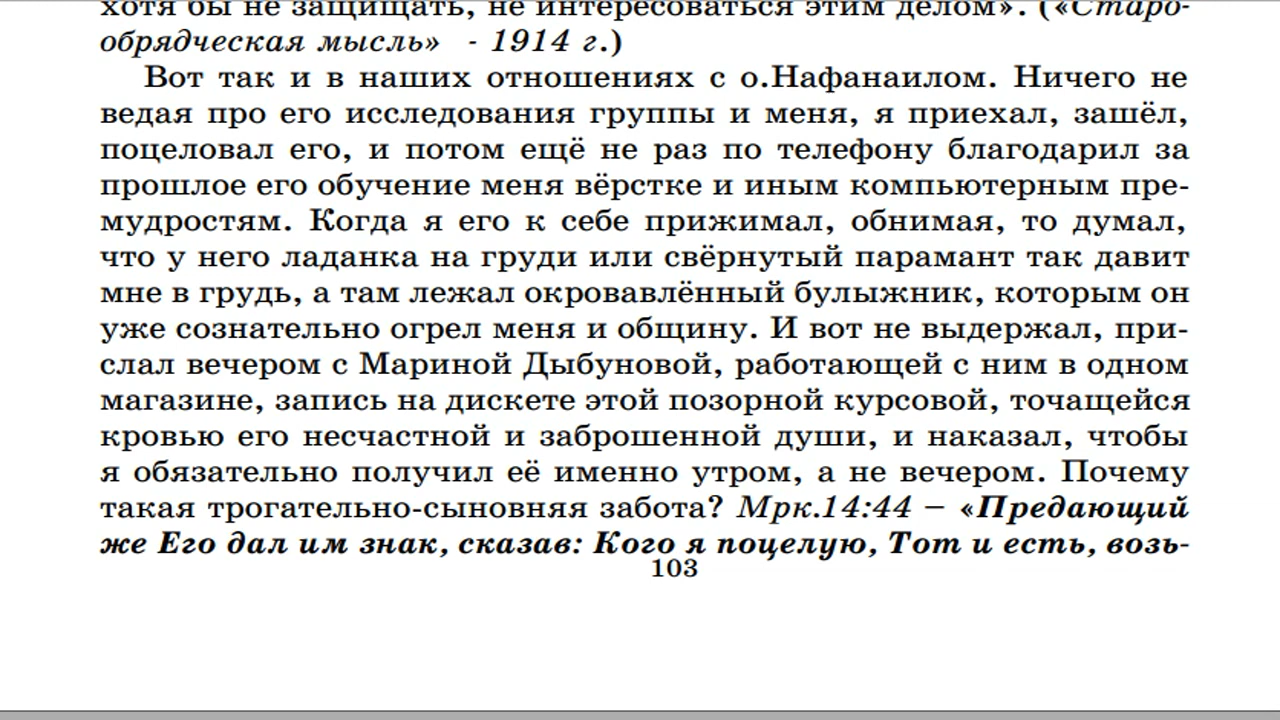 хотя бы не защищать, не интересоваться этим делом». («Старо-
обрядческая мысль» - 1914 г.)
Вот так и в наших отношениях с о.Нафанаилом. Ничего не
ведая про его исследования группы и меня, я приехал, зашёл,
поцеловал его, и потом ещё не раз по телефону благодарил за
прошлое его обучение меня вёрстке и иным компьютерным пре-
мудростям. Когда я его к себе прижимал, обнимая, то думал,
что у него ладанка на груди или свёрнутый парамант так давит
мне в грудь, а там лежал окровавлённый булыжник, которым он
уже сознательно огрел меня и общину. И вот не выдержал, при-
слал вечером с Мариной Дыбуновой, работающей с ним в одном
магазине, запись на дискете этой позорной курсовой, точащейся
кровью его несчастной и заброшенной души, и наказал, чтобы
я обязательно получил её именно утром, а не вечером. Почему
такая трогательно-сыновняя забота? Мрк.14:44 – «Предающий
же Его дал им знак, сказав: Кого я поцелую, Тот и есть, возь-
103